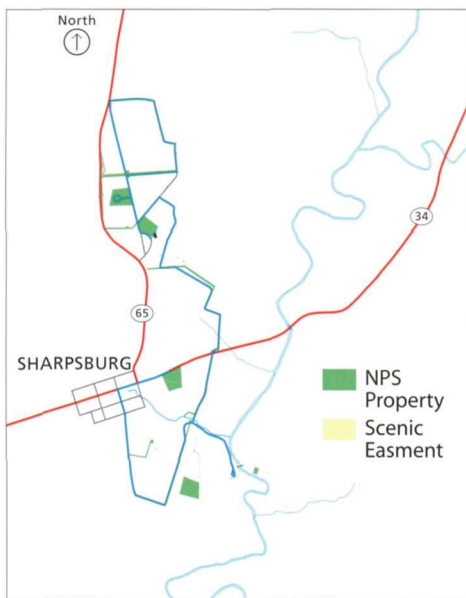 North
34
65
SHARPSBURG
NPS
Property
Scenic
Easment